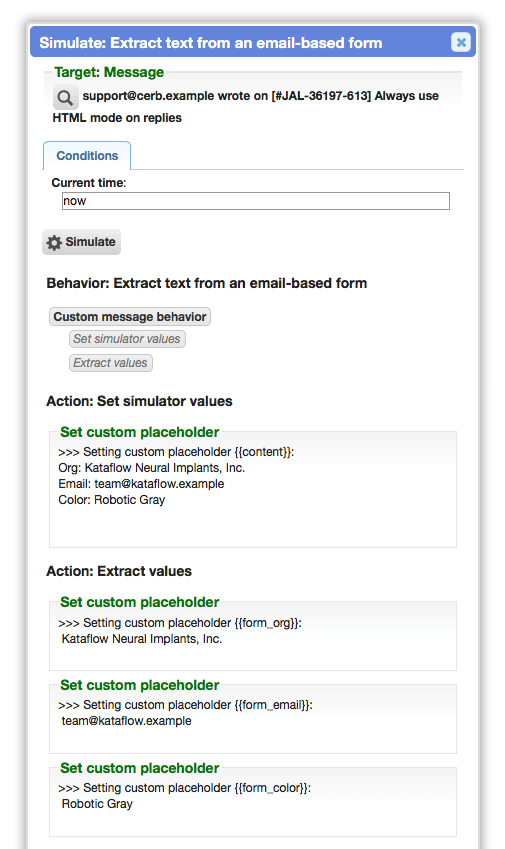 Simulate: Extract text from an email-based form
Target: Message
support@cerb.example wrote on [#JAL-36197-613] Always use
HTML mode on replies
Conditions
Current time:
now
Simulate
Behavior: Extract text from an email-based form
Custom message behavior
Set simulator values
Extract values
Action: Set simulator values
Set custom placeholder
>>> Setting custom placeholder {{content}}:
Org: Kataflow Neural Implants, Inc.
Email: team@kataflow.example
Color: Robotic Gray
Action: Extract values
Set custom placeholder
>>> Setting custom placeholder {{form_org}}:
Kataflow Neural Implants, Inc.
Set custom placeholder
>>> Setting custom placeholder {{form_email}}:
team@kataflow.example
Set custom placeholder
>>> Setting custom placeholder {{form_color}}:
Robotic Gray